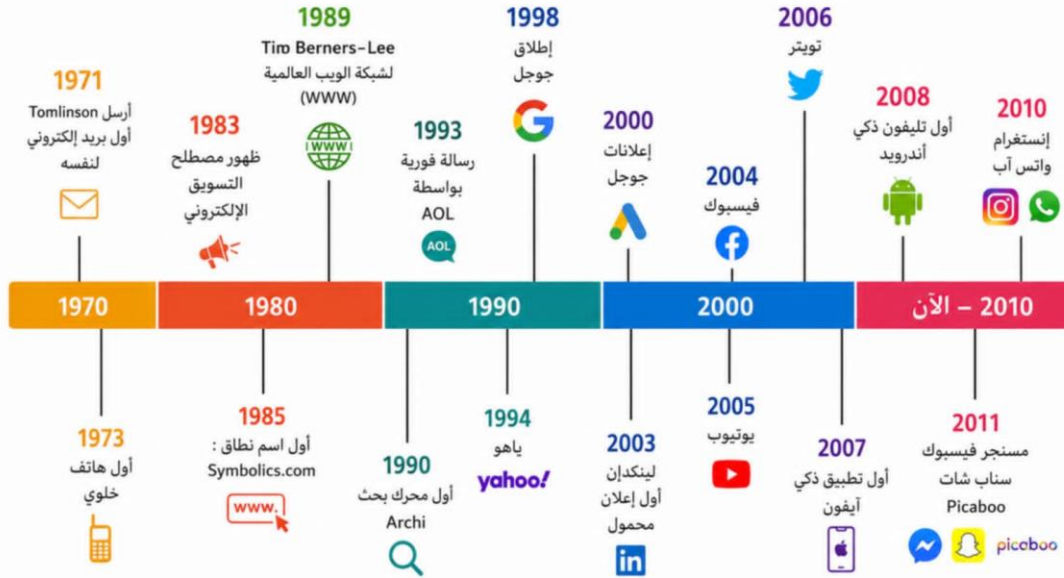 1971
أرسل Tomlinson
أول بريد إلكتروني
لنفسه
1983
ظهور مصطلح
التسويق
الإلكتروني
1989
Tim Berners-Lee
لشبكة الويب العالمية
(WWW)
WWW
1993
رسالة فورية
بواسطة
AOL
AOL
1998
إطلاق
جوجل
G
2000
إعلانات
جوجل
2004
فيسبوك
2006
تويتر
2008
أول تليفون ذكي
أندرويد
2010
إنستغرام
واتس آب
1970
1980
1990
2000
2010 – الآن
1973
أول هاتف
خلوي
1985
أول اسم نطاق :
Symbolics.com
www.
1990
أول محرك بحث
Archi
1994
ياهو
yahoo!
2003
لينكدإن
أول إعلان
محمول
in
2005
يوتيوب
2007
أول تطبيق ذكي
آيفون
2011
مسنجر فيسبوك
سناب شات
Picaboo
picaboo